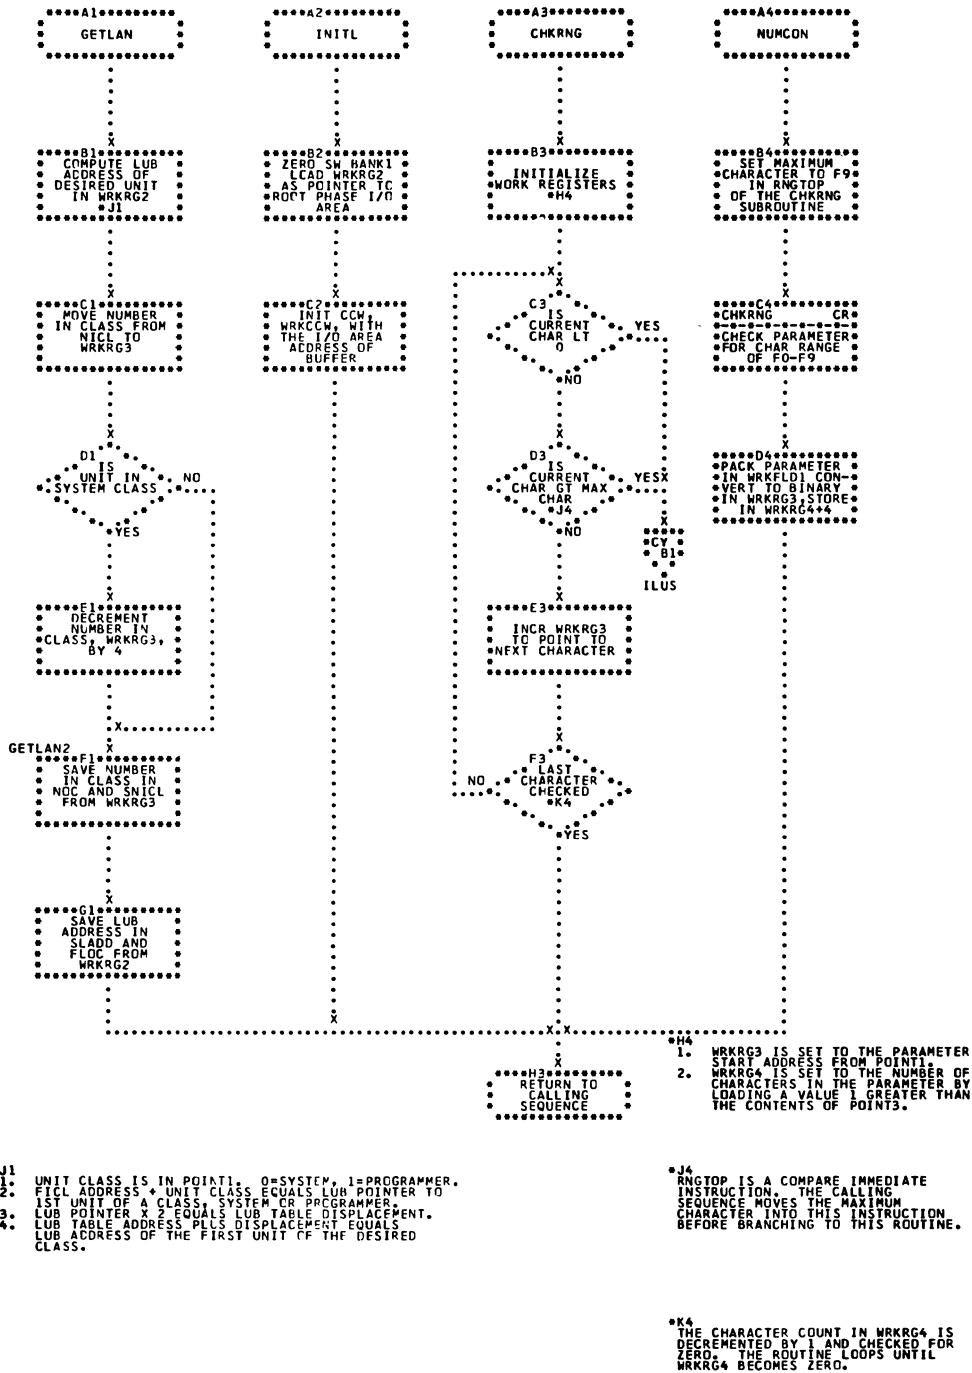 A1
GETLAN
A2
INITL
A3
CHKRNG
A4
NUMCON
B1
COMPUTE LUB
ADDRESS OF
DESIRED UNIT
IN WRKRG2
*J1
B2
ZERO SW BANK1
LOAD WRKRG2
AS POINTER TO
ROOT PHASE I/O
AREA
B3
INITIALIZE
WORK REGISTERS
*H4
B4
SET MAXIMUM
CHARACTER TO F9
IN RNGTOP
OF THE CHKRNG
SUBROUTINE
C1
MOVE NUMBER
IN CLASS FROM
NICL TO
WRKRG3
C2
INIT CCW,
WRKCCW, WITH
THE I/O AREA
ADDRESS OF
BUFFER
C3
IS
CURRENT
CHAR LT
0
YES
NO
C4
CHKRNG CR
CHECK PARAMETER
FOR CHAR RANGE
OF F0-F9
D1
IS
UNIT IN
SYSTEM CLASS
NO
YES
D3
IS
CURRENT
CHAR GT MAX
CHAR
*J4
YES
NO
D4
PACK PARAMETER
IN WRKFLD1 CON-
VERT TO BINARY
IN WRKRG3,STORE
IN WRKRG4+4
CY
B1
ILUS
E1
DECREMENT
NUMBER IN
CLASS, WRKRG3,
BY 4
E3
INCR WRKRG3
TO POINT TO
NEXT CHARACTER
GETLAN2
F1
SAVE NUMBER
IN CLASS IN
NOC AND SNICL
FROM WRKRG3
F3
LAST
CHARACTER
CHECKED
*K4
NO
YES
G1
SAVE LUB
ADDRESS IN
SLADD AND
FLOC FROM
WRKRG2
H3
RETURN TO
CALLING
SEQUENCE
*H4
1. WRKRG3 IS SET TO THE PARAMETER
START ADDRESS FROM POINT1.
2. WRKRG4 IS SET TO THE NUMBER OF
CHARACTERS IN THE PARAMETER BY
LOADING A VALUE 1 GREATER THAN
THE CONTENTS OF POINT3.
J1
1. UNIT CLASS IS IN POINT1. 0=SYSTEM, 1=PROGRAMMER.
2. FICL ADDRESS + UNIT CLASS EQUALS LUB POINTER TO
1ST UNIT OF A CLASS, SYSTEM OR PROGRAMMER.
3. LUB POINTER X 2 EQUALS LUB TABLE DISPLACEMENT.
4. LUB TABLE ADDRESS PLUS DISPLACEMENT EQUALS
LUB ADDRESS OF THE FIRST UNIT OF THE DESIRED
CLASS.
*J4
RNGTOP IS A COMPARE IMMEDIATE
INSTRUCTION. THE CALLING
SEQUENCE MOVES THE MAXIMUM
CHARACTER INTO THIS INSTRUCTION
BEFORE BRANCHING TO THIS ROUTINE.
*K4
THE CHARACTER COUNT IN WRKRG4 IS
DECREMENTED BY 1 AND CHECKED FOR
ZERO. THE ROUTINE LOOPS UNTIL
WRKRG4 BECOMES ZERO.